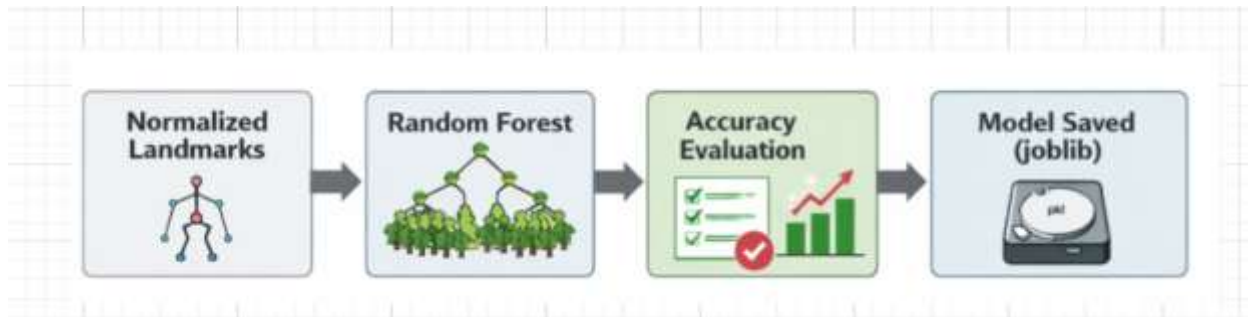 Normalized
Landmarks
Random Forest
Accuracy
Evaluation
Model Saved
(joblib)
pkl